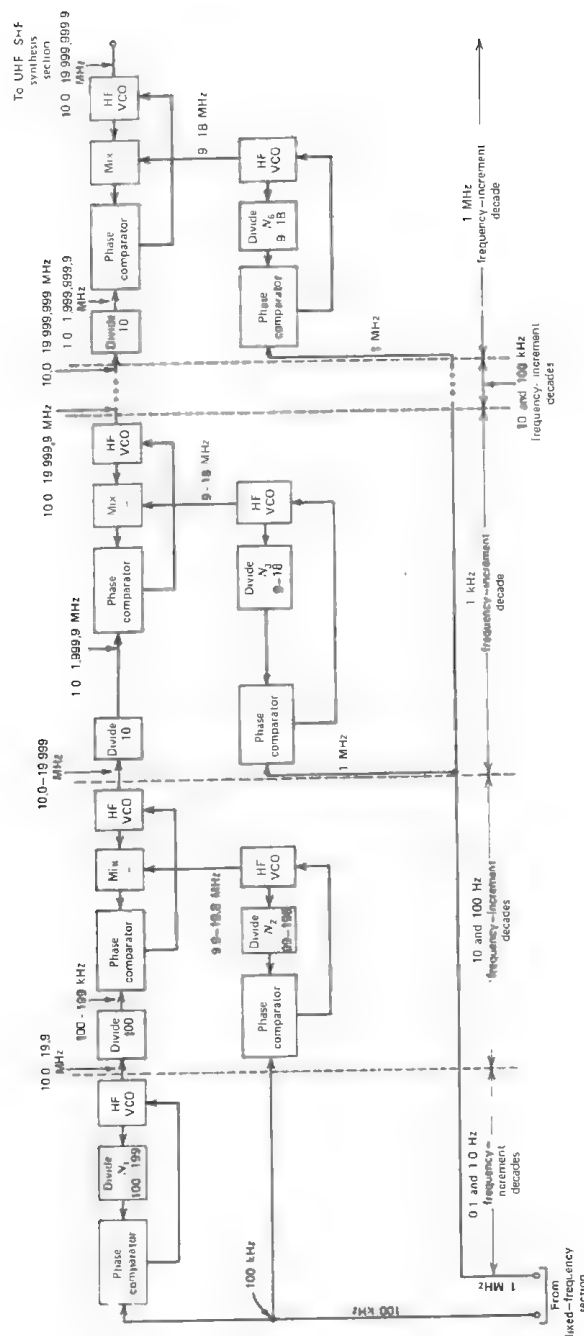 To UHF SHF
synthesis
section
10 0 19 999,999 9
MHz
HF
VCO
Mix
Phase
comparator
1 0 1,999,999,9
MHz
Divide
10
10,0 19 999,999 MHz
9 18 MHz
HF
VCO
Divide
N₆
9 18
Phase
comparator
1 MHz
1 MHz
frequency-increment
decade
10 and 100 kHz
frequency-increment
decades
10 0 19 999,9 MHz
HF
VCO
Mix
-
Phase
comparator
1 0 1,999,9 MHz
Divide
10
9-18 MHz
HF
VCO
Divide
N₃
9-18
Phase
comparator
1 MHz
1 kHz
frequency-increment
decade
10,0-19 999
MHz
HF
VCO
Mix
-
Phase
comparator
100-199 kHz
Divide
100
9 9-19,8 MHz
HF
VCO
Divide
N₂
99-198
Phase
comparator
10 and 100 Hz
frequency-increment
decades
10,0 19,9
MHz
HF
VCO
Divide
N₁
100 199
Phase
comparator
100 kHz
0 1 and 1 0 Hz
frequency-
increment
decades
1 MHz
100 kHz
From
fixed-frequency
section